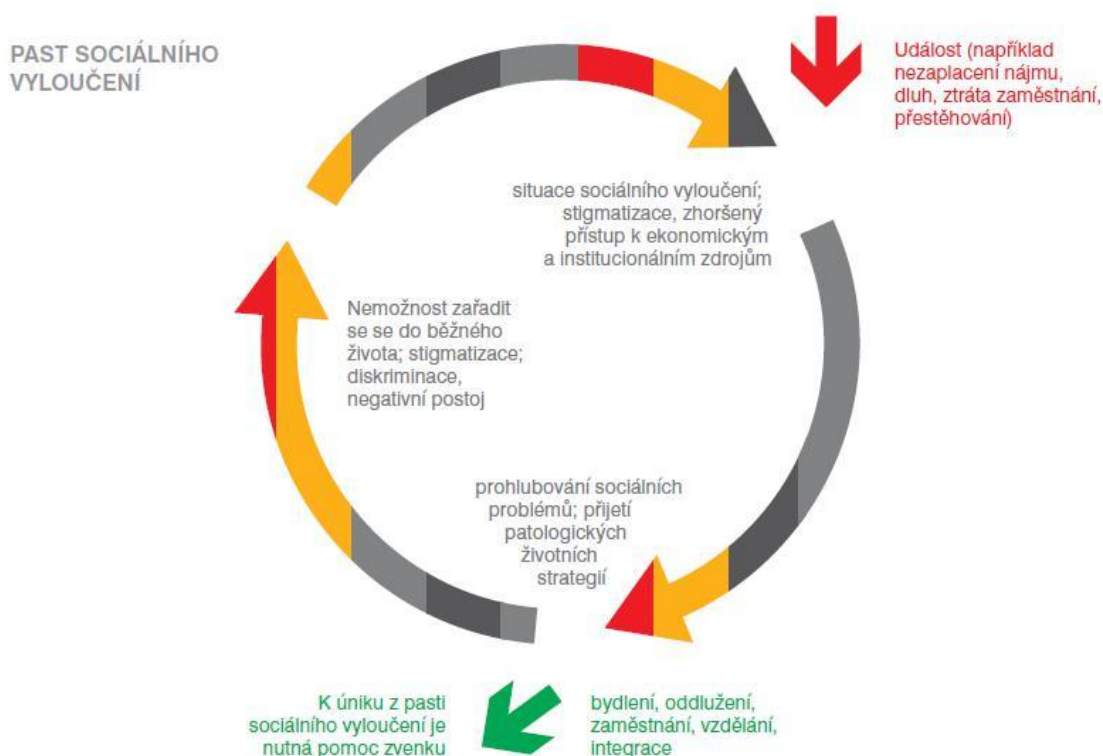 PAST SOCIÁLNÍHO
VYLOUČENÍ
Událost (například
nezaplacení nájmu,
dluh, ztráta zaměstnání,
přestěhování)
situace sociálního vyloučení;
stigmatizace, zhoršený
přístup k ekonomickým
a institucionálním zdrojům
Nemožnost zařadit
se se do běžného
života; stigmatizace;
diskriminace,
negativní postoj
prohlubování sociálních
problémů; přijetí
patologických
životních
strategií
K úniku z pasti
sociálního vyloučení je
nutná pomoc zvenku
bydlení, oddlužení,
zaměstnání, vzdělání,
integrace